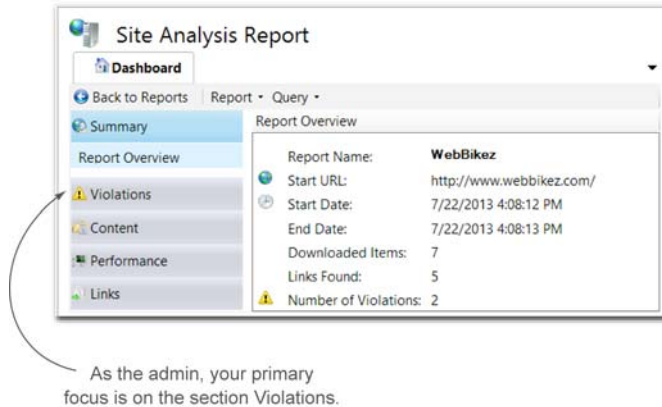 Site Analysis Report
Dashboard
Back to Reports Report Query
Summary
Report Overview
Violations
Content
Performance
Links
Report Overview
Report Name: WebBikez
Start URL: http://www.webbikez.com/
Start Date: 7/22/2013 4:08:12 PM
End Date: 7/22/2013 4:08:13 PM
Downloaded Items: 7
Links Found: 5
Number of Violations: 2
As the admin, your primary
focus is on the section Violations.